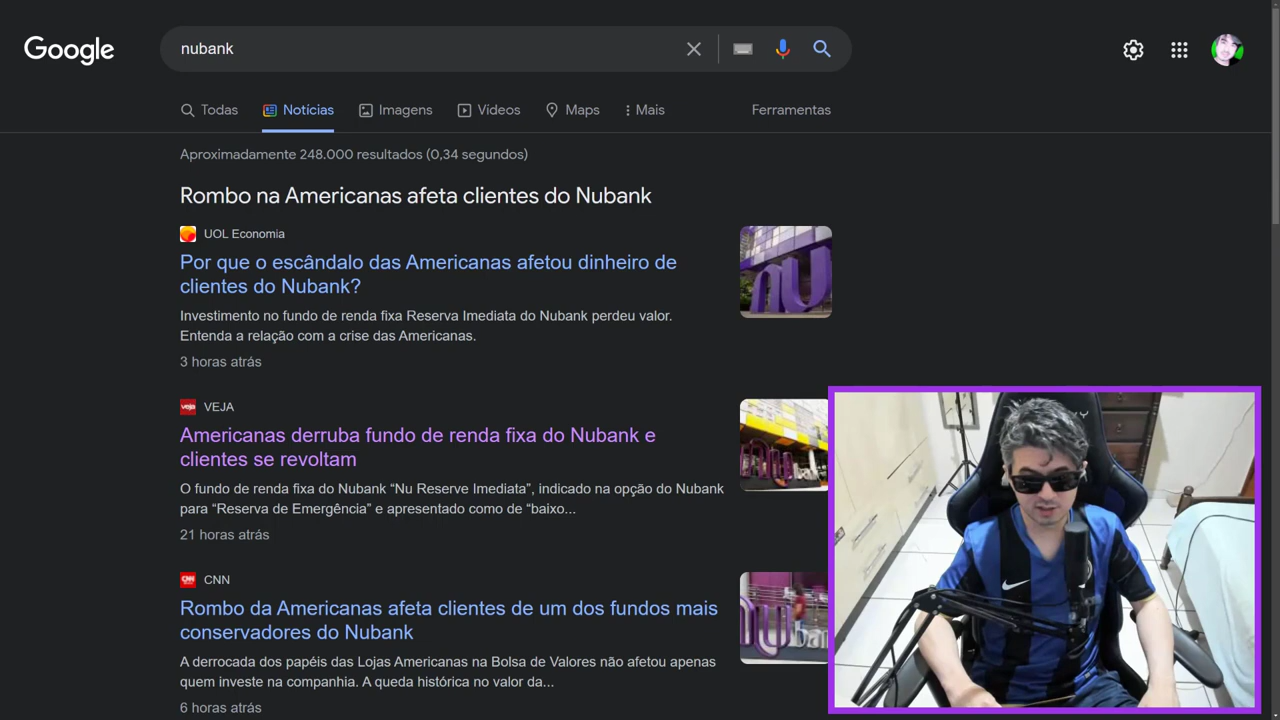 Google
nubank
Todas
Notícias
Imagens
Vídeos
Maps
Mais
Ferramentas
Aproximadamente 248.000 resultados (0,34 segundos)
Rombo na Americanas afeta clientes do Nubank
UOL Economia
Por que o escândalo das Americanas afetou dinheiro de
clientes do Nubank?
Investimento no fundo de renda fixa Reserva Imediata do Nubank perdeu valor.
Entenda a relação com a crise das Americanas.
3 horas atrás
nu
veja
VEJA
Americanas derruba fundo de renda fixa do Nubank e
clientes se revoltam
O fundo de renda fixa do Nubank “Nu Reserve Imediata”, indicado na opção do Nubank
para “Reserva de Emergência” e apresentado como de “baixo...
21 horas atrás
CNN
CNN
Rombo da Americanas afeta clientes de um dos fundos mais
conservadores do Nubank
A derrocada dos papéis das Lojas Americanas na Bolsa de Valores não afetou apenas
quem investe na companhia. A queda histórica no valor da...
6 horas atrás